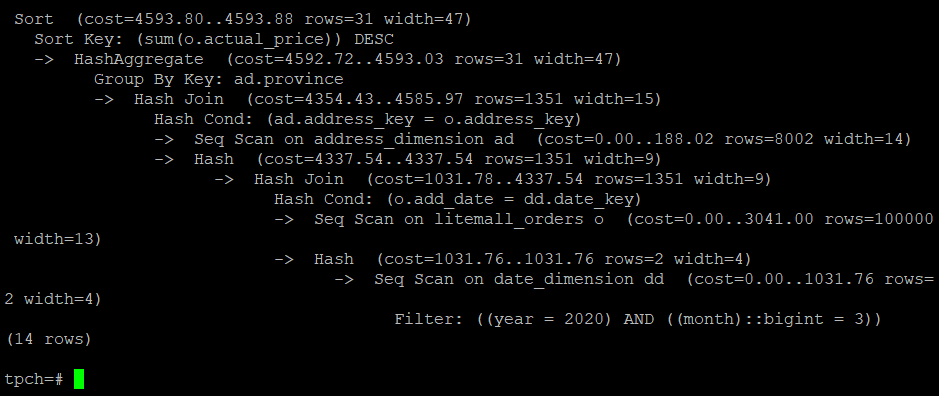 Sort  (cost=4593.80..4593.88 rows=31 width=47)
  Sort Key: (sum(o.actual_price)) DESC
  ->  HashAggregate  (cost=4592.72..4593.03 rows=31 width=47)
        Group By Key: ad.province
        ->  Hash Join  (cost=4354.43..4585.97 rows=1351 width=15)
              Hash Cond: (ad.address_key = o.address_key)
              ->  Seq Scan on address_dimension ad  (cost=0.00..188.02 rows=8002 width=14)
              ->  Hash  (cost=4337.54..4337.54 rows=1351 width=9)
                    ->  Hash Join  (cost=1031.78..4337.54 rows=1351 width=9)
                          Hash Cond: (o.add_date = dd.date_key)
                          ->  Seq Scan on litemall_orders o  (cost=0.00..3041.00 rows=100000
width=13)
                          ->  Hash  (cost=1031.76..1031.76 rows=2 width=4)
                                ->  Seq Scan on date_dimension dd  (cost=0.00..1031.76 rows=
2 width=4)
                                      Filter: ((year = 2020) AND ((month)::bigint = 3))
(14 rows)
tpch=#